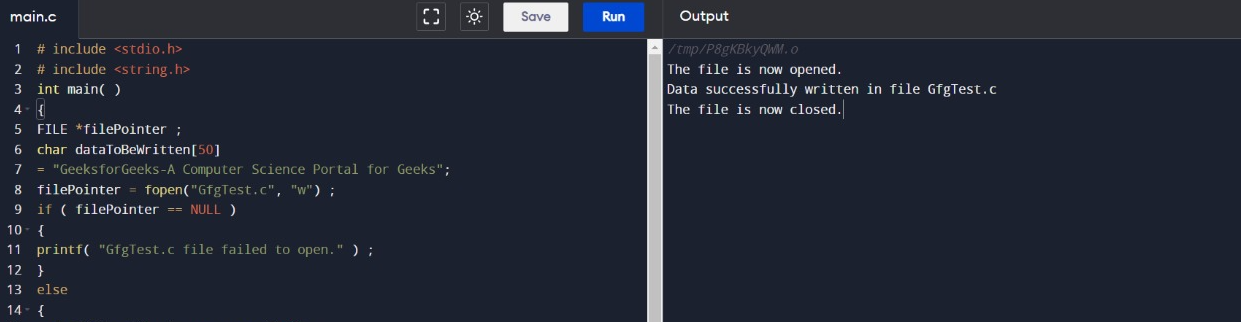 main.c
Save
Run
Output
1 # include <stdio.h>
2 # include <string.h>
3 int main( )
4 {
5 FILE *filePointer ;
6 char dataToBeWritten[50]
7 = "GeeksforGeeks-A Computer Science Portal for Geeks";
8 filePointer = fopen("GfgTest.c", "w") ;
9 if ( filePointer == NULL )
10 {
11 printf( "GfgTest.c file failed to open." ) ;
12 }
13 else
14 {
/tmp/P8gKBkyQWM.o
The file is now opened.
Data successfully written in file GfgTest.c
The file is now closed.